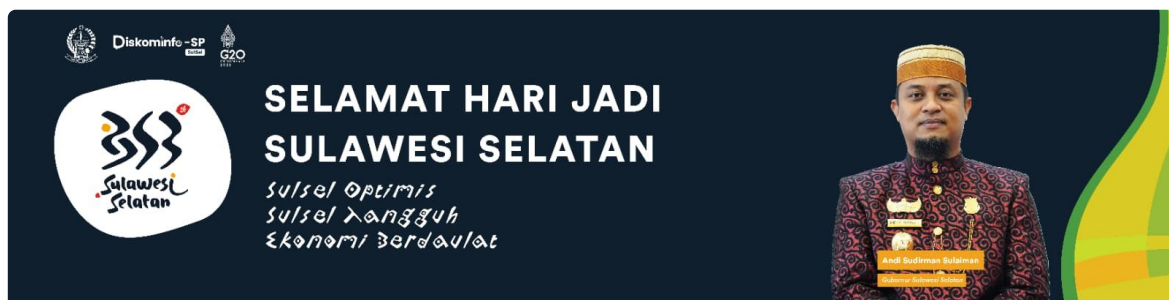 Diskominfo-SP
SulSel
G20
353
Sulawesi
Selatan
SELAMAT HARI JADI
SULAWESI SELATAN
Sulsel Optimis
Sulsel Tangguh
Ekonomi Berdaulat
Andi Sudirman Sulaiman
Gubernur Sulawesi Selatan